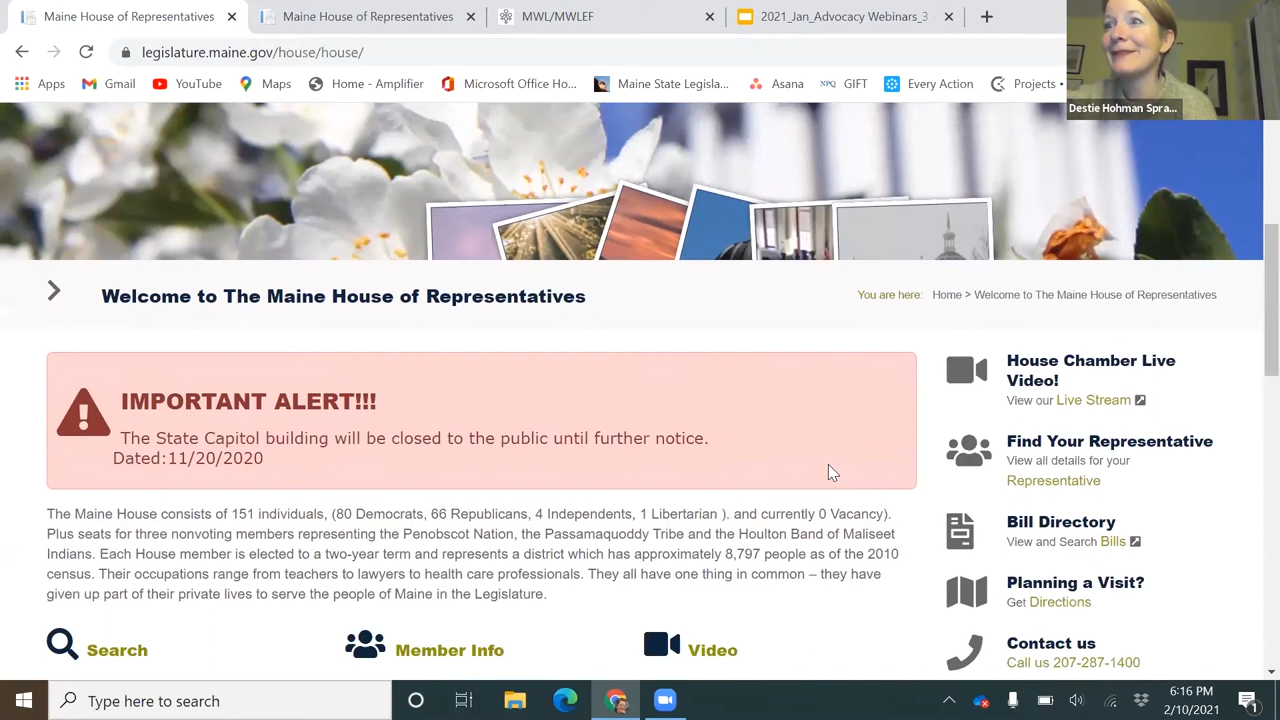 Maine House of Representatives
Maine House of Representatives
MWL/MWLEF
2021_Jan_Advocacy Webinars_3
legislature.maine.gov/house/house/
Apps
Gmail
YouTube
Maps
Home - Amplifier
Microsoft Office Ho...
Maine State Legisla...
Asana
NPQ
GIFT
Every Action
Projects •
Destie Hohman Spra...
Welcome to The Maine House of Representatives
You are here: Home > Welcome to The Maine House of Representatives
IMPORTANT ALERT!!!
The State Capitol building will be closed to the public until further notice.
Dated:11/20/2020
The Maine House consists of 151 individuals, (80 Democrats, 66 Republicans, 4 Independents, 1 Libertarian ). and currently 0 Vacancy).
Plus seats for three nonvoting members representing the Penobscot Nation, the Passamaquoddy Tribe and the Houlton Band of Maliseet
Indians. Each House member is elected to a two-year term and represents a district which has approximately 8,797 people as of the 2010
census. Their occupations range from teachers to lawyers to health care professionals. They all have one thing in common – they have
given up part of their private lives to serve the people of Maine in the Legislature.
Search
Member Info
Video
House Chamber Live
Video!
View our Live Stream
Find Your Representative
View all details for your
Representative
Bill Directory
View and Search Bills
Planning a Visit?
Get Directions
Contact us
Call us 207-287-1400
Type here to search
6:16 PM
2/10/2021
1